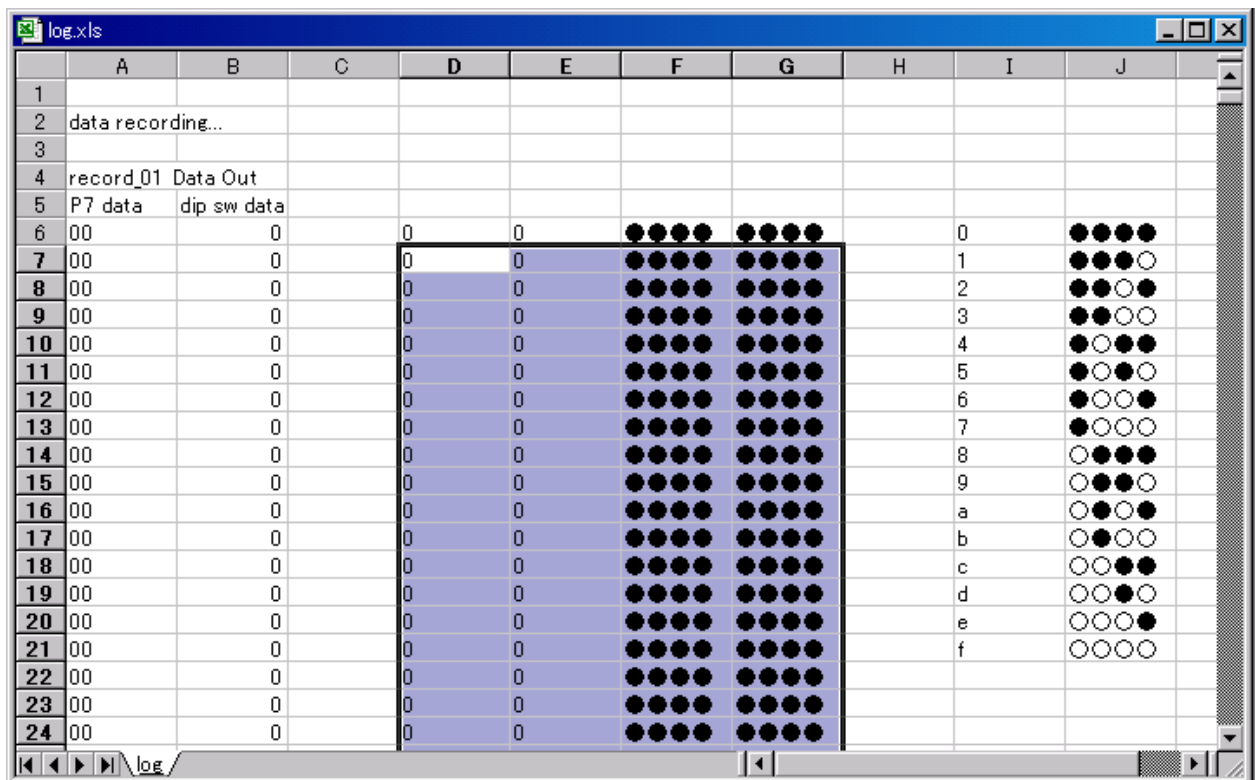 log.xls
A B C D E F G H I J
1
2 data recording...
3
4 record_01 Data Out
5 P7 data dip sw data
6 00 0 0 0 ●●●● ●●●● 0 ●●●●
7 00 0 0 0 ●●●● ●●●● 1 ●●●○
8 00 0 0 0 ●●●● ●●●● 2 ●●○●
9 00 0 0 0 ●●●● ●●●● 3 ●●○○
10 00 0 0 0 ●●●● ●●●● 4 ●○●●
11 00 0 0 0 ●●●● ●●●● 5 ●○●○
12 00 0 0 0 ●●●● ●●●● 6 ●○○●
13 00 0 0 0 ●●●● ●●●● 7 ●○○○
14 00 0 0 0 ●●●● ●●●● 8 ○●●●
15 00 0 0 0 ●●●● ●●●● 9 ○●●○
16 00 0 0 0 ●●●● ●●●● a ○●○●
17 00 0 0 0 ●●●● ●●●● b ○●○○
18 00 0 0 0 ●●●● ●●●● c ○○●●
19 00 0 0 0 ●●●● ●●●● d ○○●○
20 00 0 0 0 ●●●● ●●●● e ○○○●
21 00 0 0 0 ●●●● ●●●● f ○○○○
22 00 0 0 0 ●●●● ●●●●
23 00 0 0 0 ●●●● ●●●●
24 00 0 0 0 ●●●● ●●●●
log